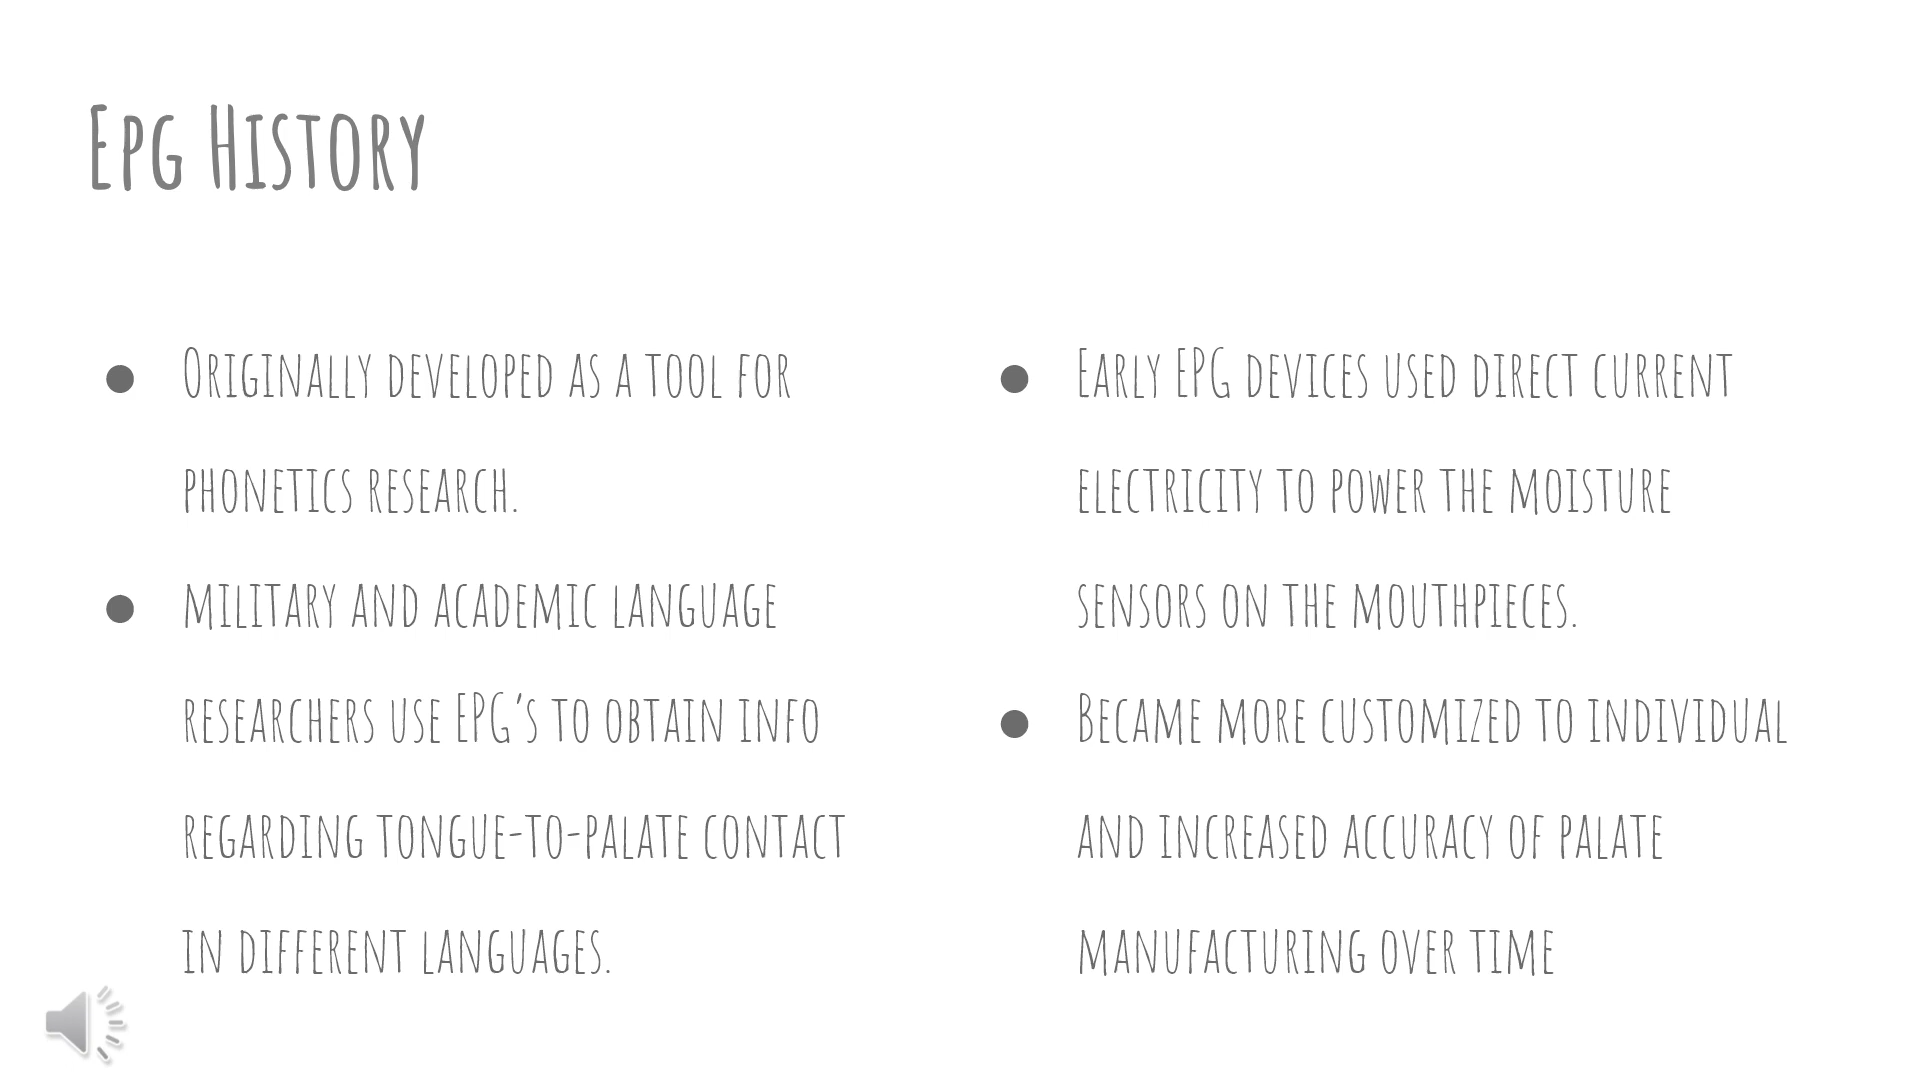 Epg History
● Originally developed as a tool for
phonetics research.
● military and academic language
researchers use EPG’s to obtain info
regarding tongue-to-palate contact
in different languages.
● Early EPG devices used direct current
electricity to power the moisture
sensors on the mouthpieces.
● Became more customized to individual
and increased accuracy of palate
manufacturing over time